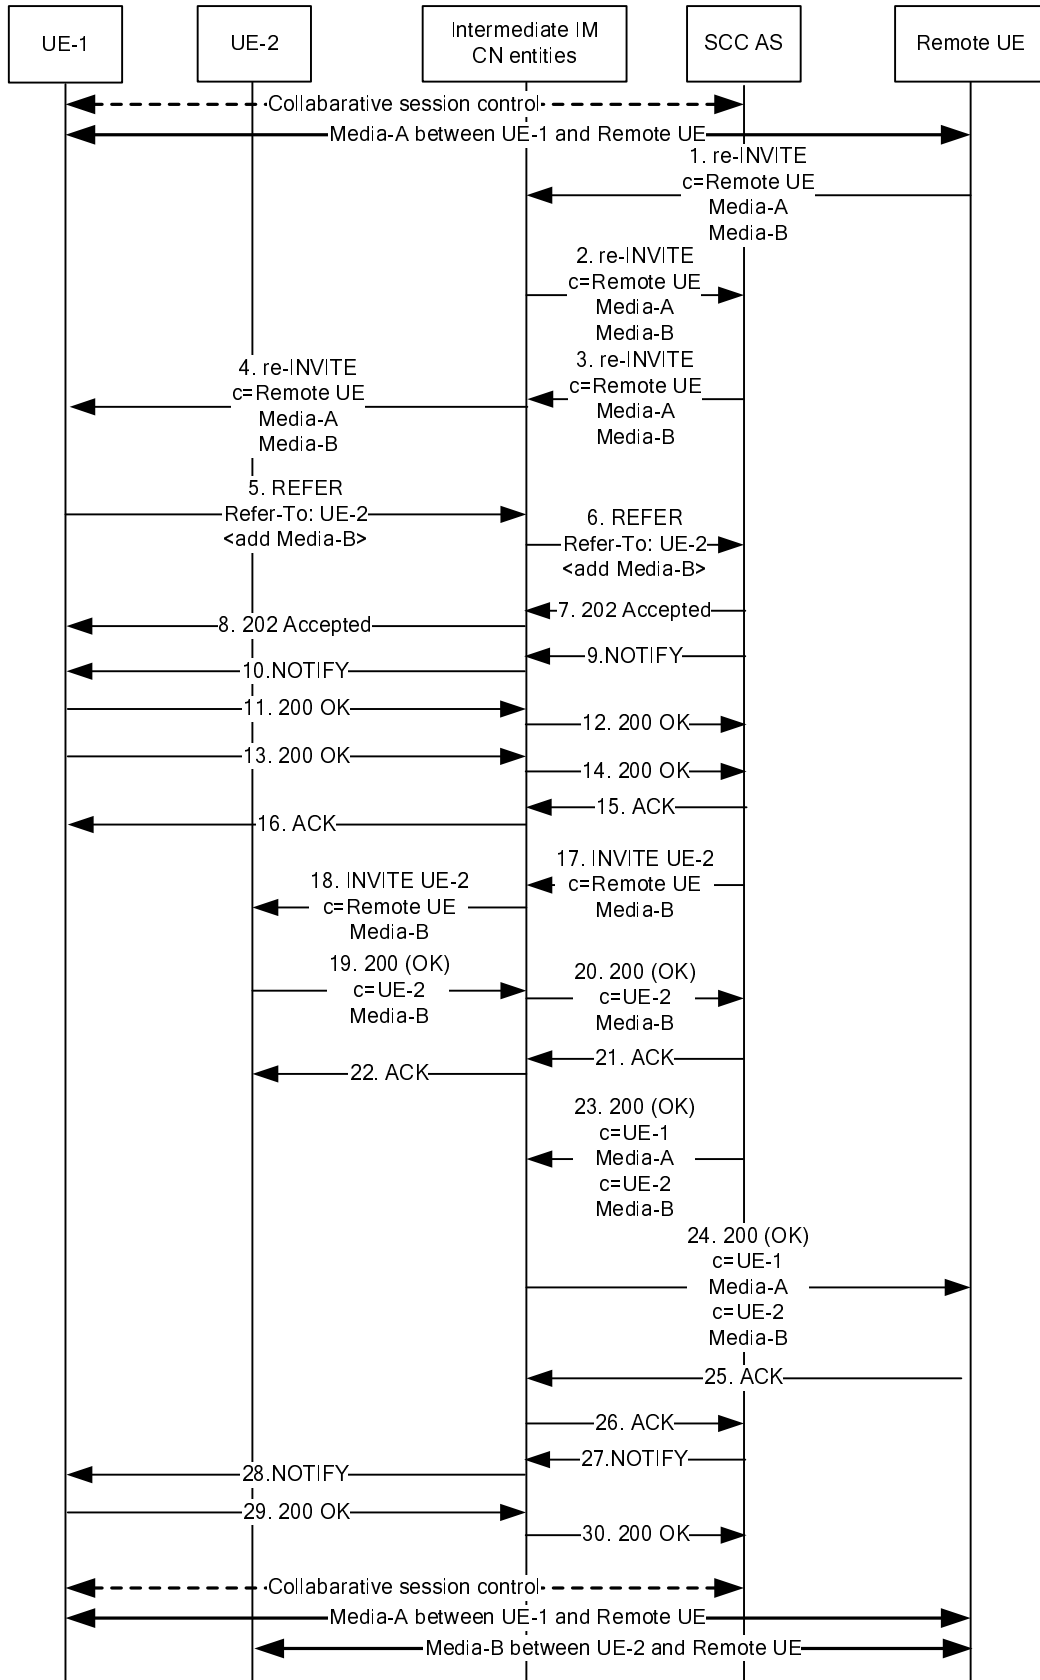 UE-1
UE-2
Intermediate IM
CN entities
SCC AS
Remote UE
Collabarative session control
Media-A between UE-1 and Remote UE
1. re-INVITE
c=Remote UE
Media-A
Media-B
2. re-INVITE
c=Remote UE
Media-A
Media-B
3. re-INVITE
c=Remote UE
Media-A
Media-B
4. re-INVITE
c=Remote UE
Media-A
Media-B
5. REFER
Refer-To: UE-2
<add Media-B>
6. REFER
Refer-To: UE-2
<add Media-B>
7. 202 Accepted
8. 202 Accepted
9.NOTIFY
10.NOTIFY
11. 200 OK
12. 200 OK
13. 200 OK
14. 200 OK
15. ACK
16. ACK
17. INVITE UE-2
c=Remote UE
Media-B
18. INVITE UE-2
c=Remote UE
Media-B
19. 200 (OK)
c=UE-2
Media-B
20. 200 (OK)
c=UE-2
Media-B
21. ACK
22. ACK
23. 200 (OK)
c=UE-1
Media-A
c=UE-2
Media-B
24. 200 (OK)
c=UE-1
Media-A
c=UE-2
Media-B
25. ACK
26. ACK
27.NOTIFY
28.NOTIFY
29. 200 OK
30. 200 OK
Collabarative session control
Media-A between UE-1 and Remote UE
Media-B between UE-2 and Remote UE